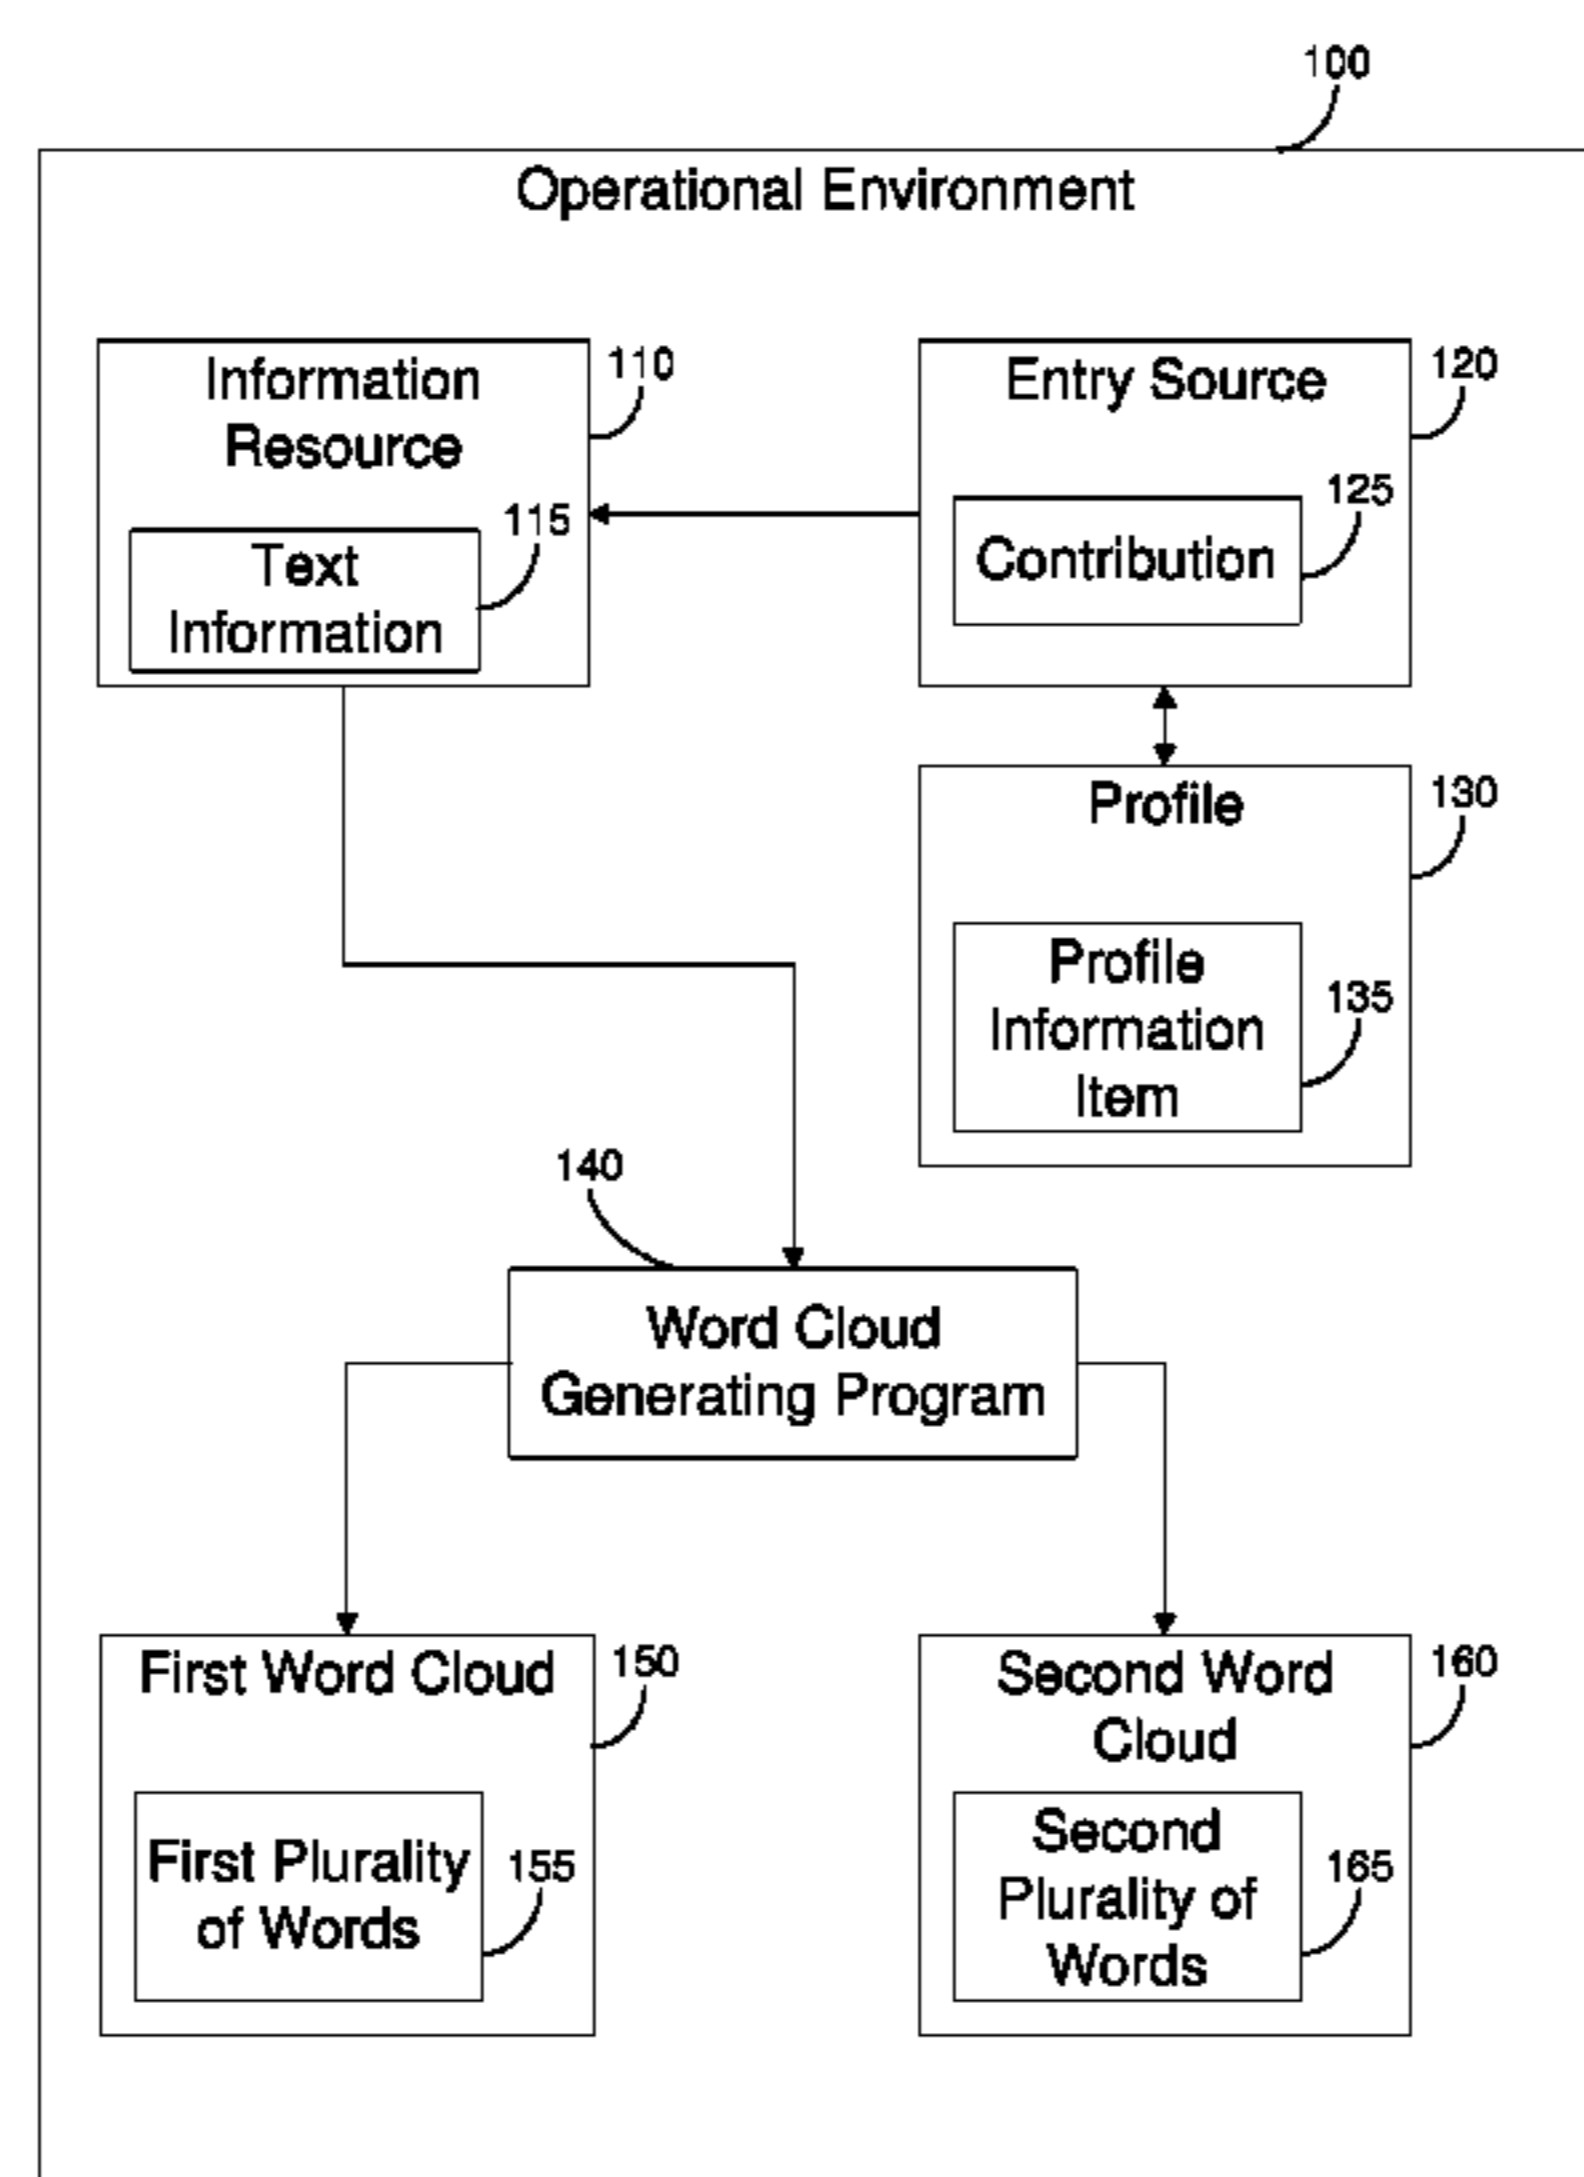 100
Operational Environment
Information
Resource
110
Text
Information
115
Entry Source
120
Contribution
125
Profile
130
Profile
Information
Item
135
140
Word Cloud
Generating Program
First Word Cloud
150
First Plurality
of Words
155
Second Word
Cloud
160
Second
Plurality of
Words
165